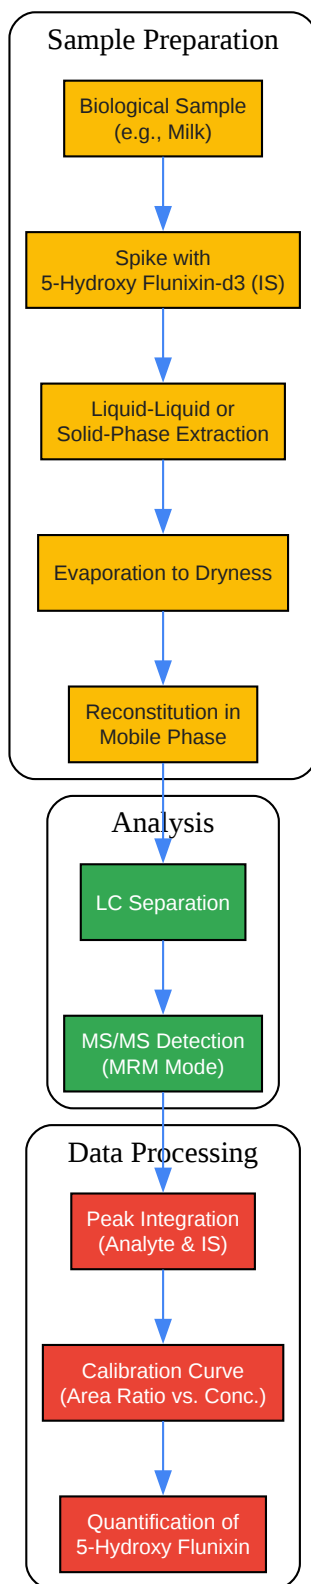 Sample Preparation
Biological Sample
(e.g., Milk)
Spike with
5-Hydroxy Flunixin-d3 (IS)
Liquid-Liquid or
Solid-Phase Extraction
Evaporation to Dryness
Reconstitution in
Mobile Phase
Analysis
LC Separation
MS/MS Detection
(MRM Mode)
Data Processing
Peak Integration
(Analyte & IS)
Calibration Curve
(Area Ratio vs. Conc.)
Quantification of
5-Hydroxy Flunixin